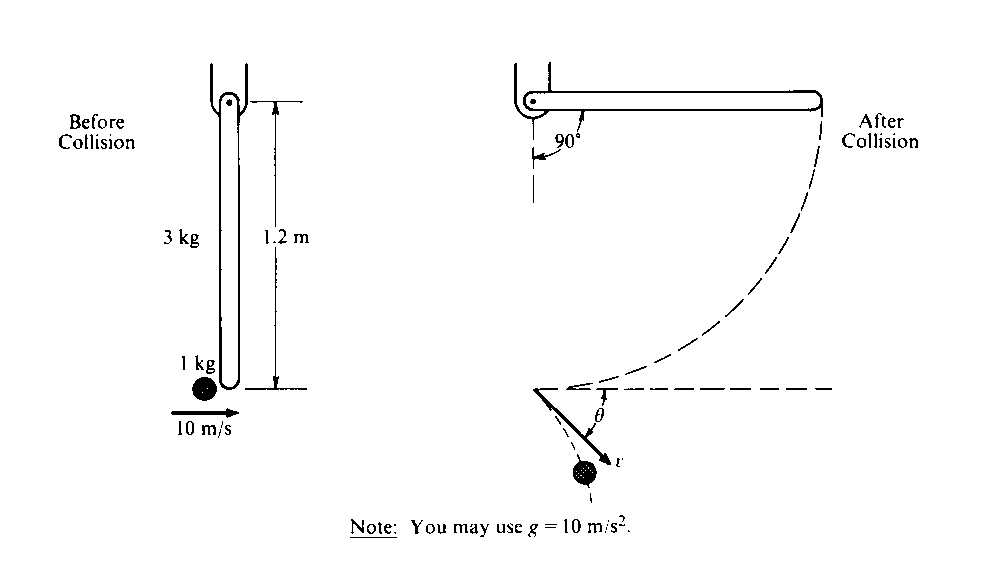 Before
Collision
3 kg
1.2 m
1 kg
10 m/s
90°
After
Collision
θ
v
Note: You may use g = 10 m/s².